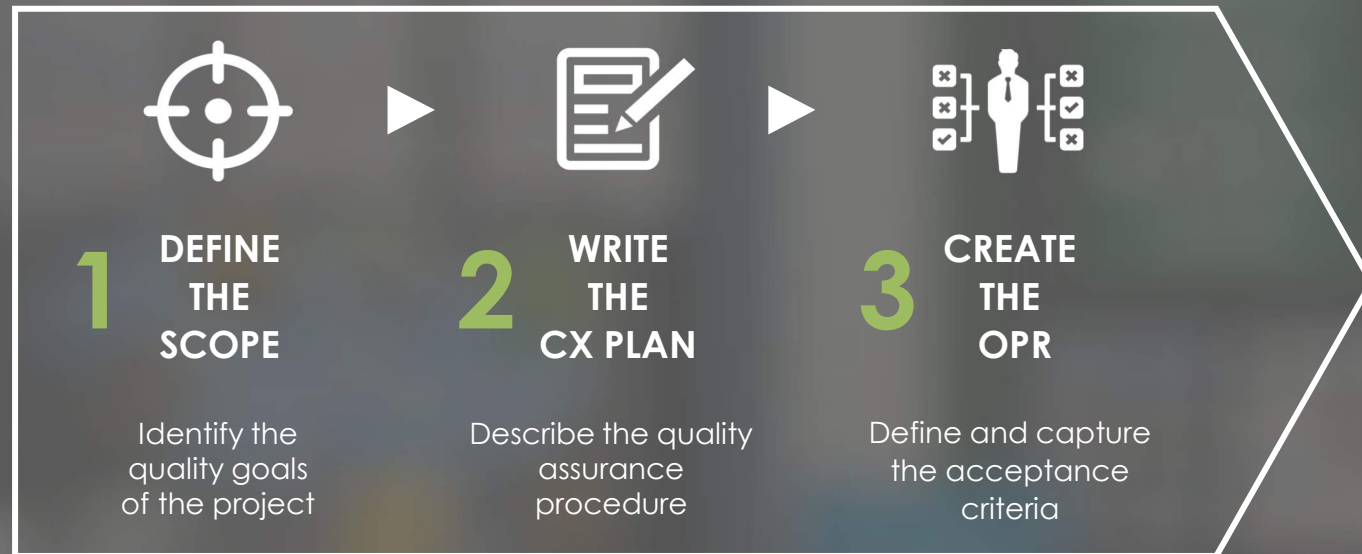 1
DEFINE
THE
SCOPE
Identify the
quality goals
of the project
2
WRITE
THE
CX PLAN
Describe the quality
assurance
procedure
3
CREATE
THE
OPR
Define and capture
the acceptance
criteria